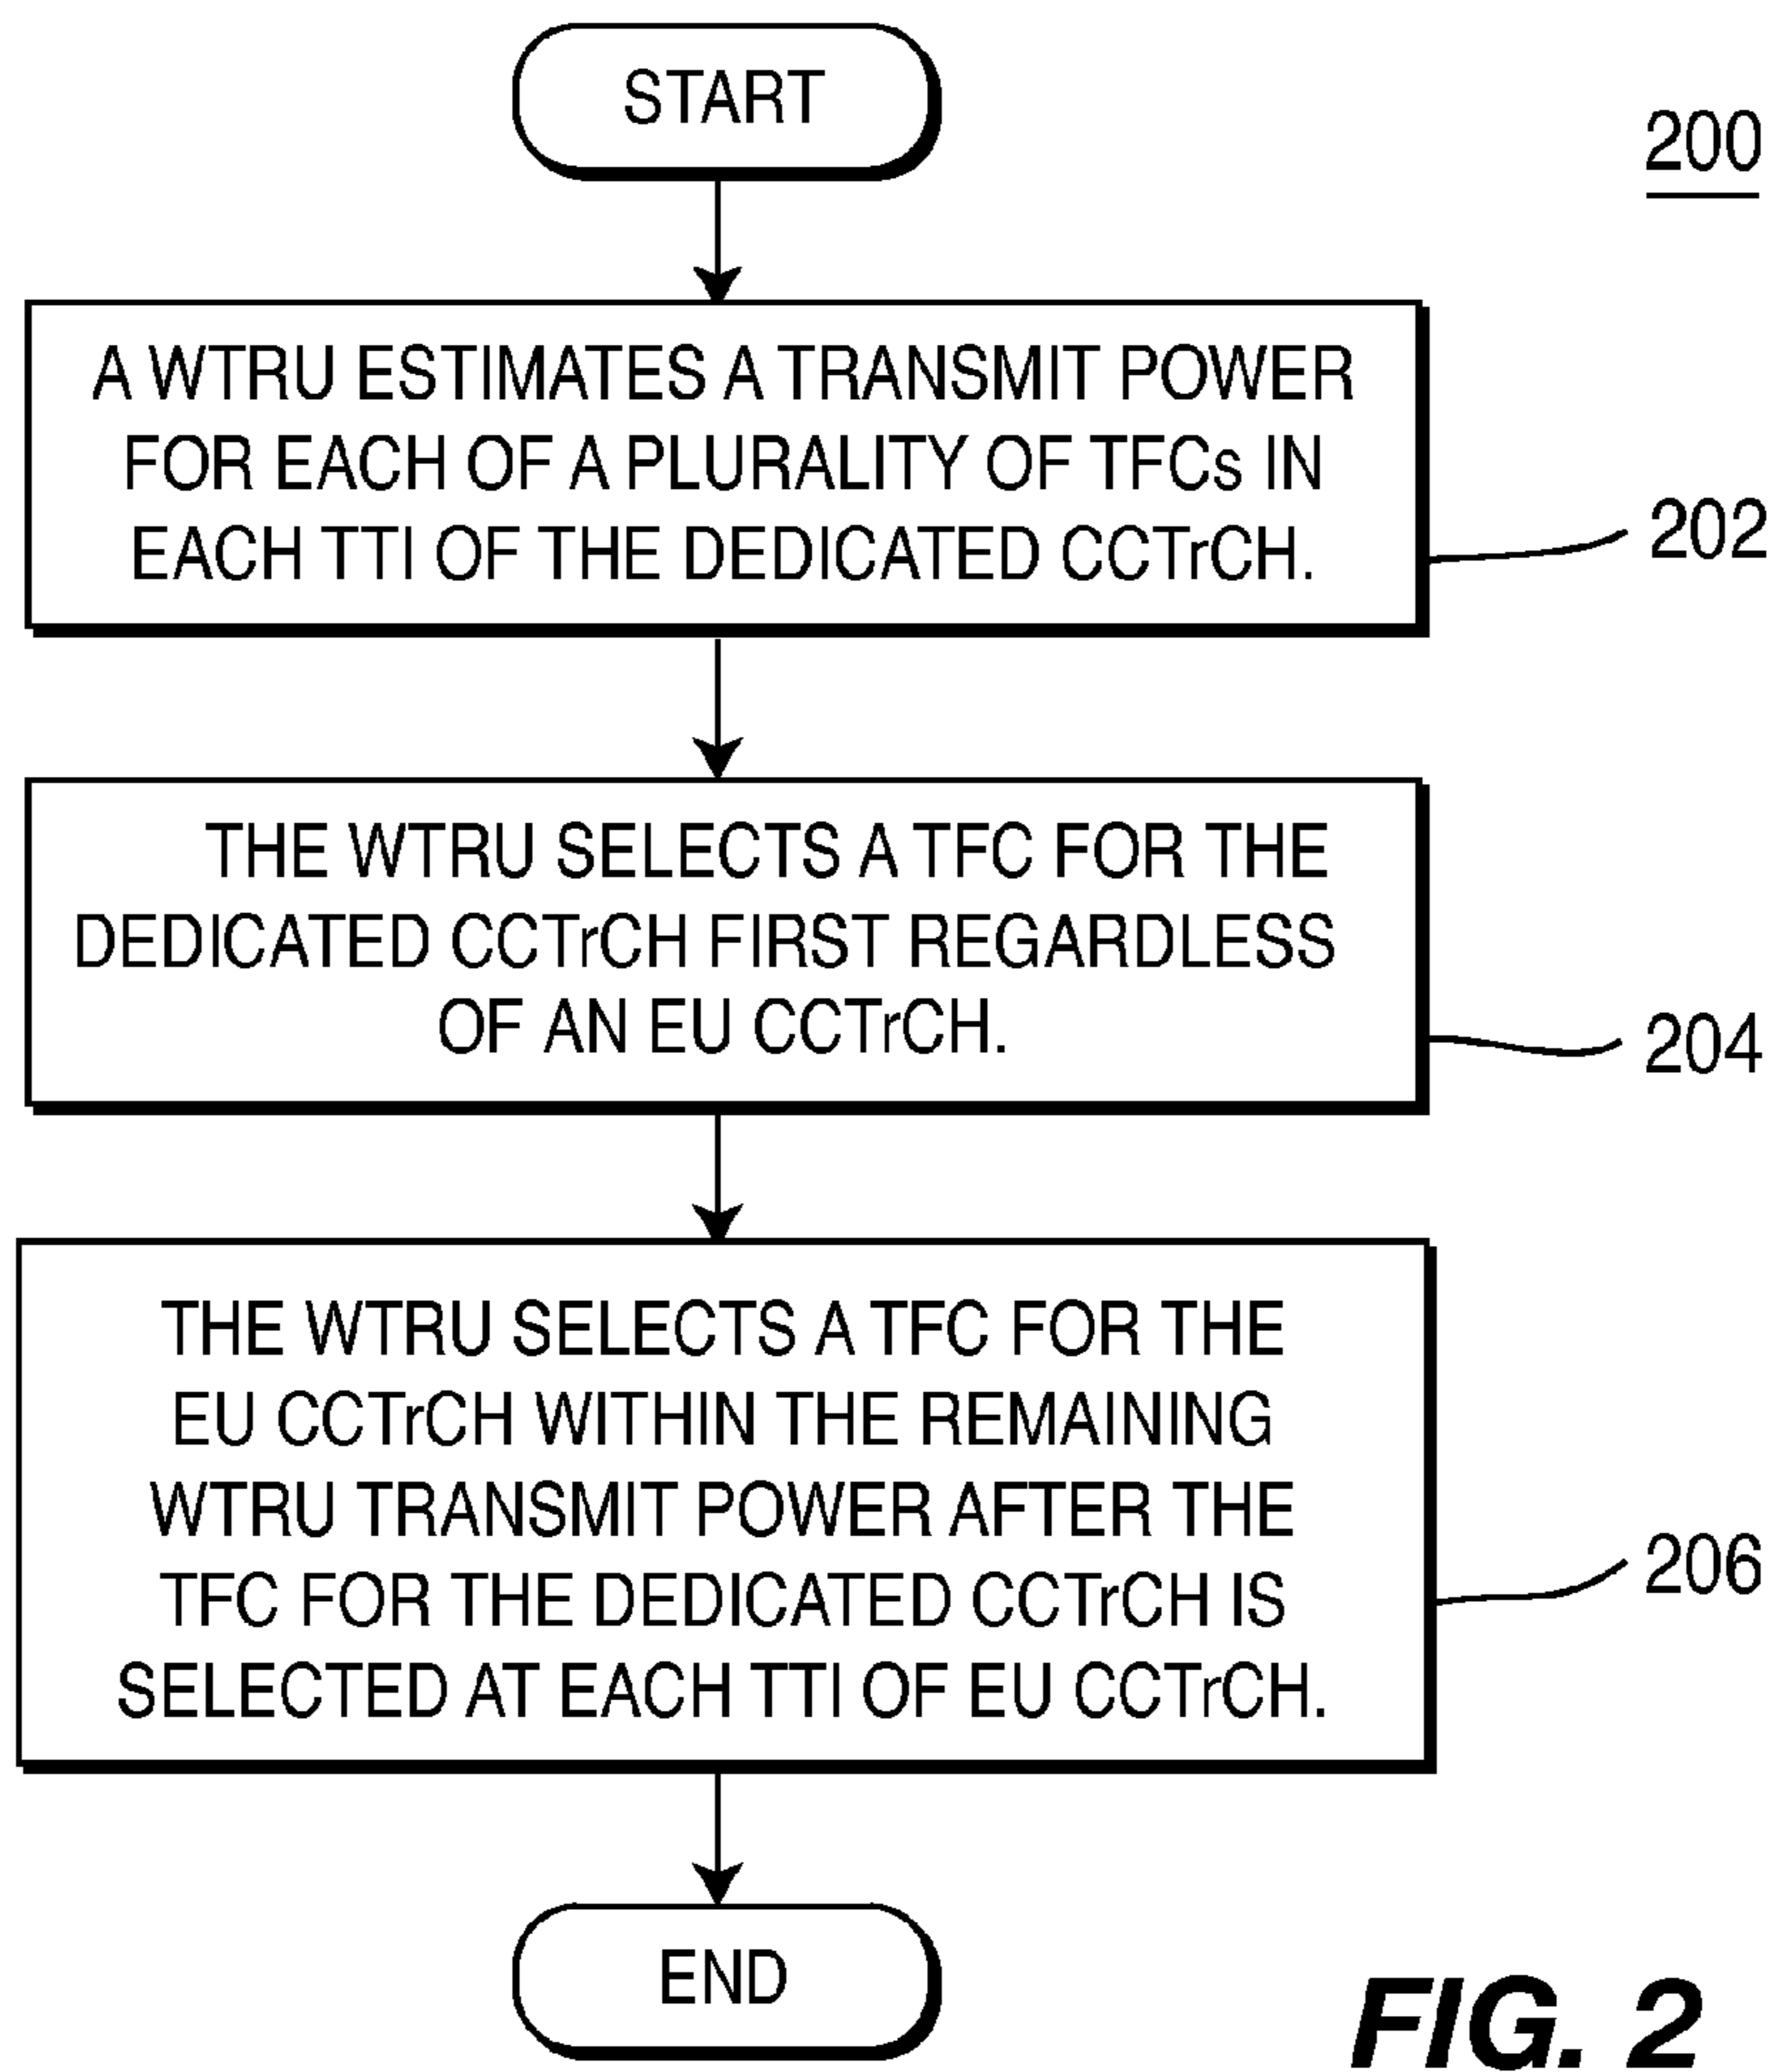 START
200
A WTRU ESTIMATES A TRANSMIT POWER
FOR EACH OF A PLURALITY OF TFCs IN
EACH TTI OF THE DEDICATED CCTrCH.
202
THE WTRU SELECTS A TFC FOR THE
DEDICATED CCTrCH FIRST REGARDLESS
OF AN EU CCTrCH.
204
THE WTRU SELECTS A TFC FOR THE
EU CCTrCH WITHIN THE REMAINING
WTRU TRANSMIT POWER AFTER THE
TFC FOR THE DEDICATED CCTrCH IS
SELECTED AT EACH TTI OF EU CCTrCH.
206
END
FIG. 2